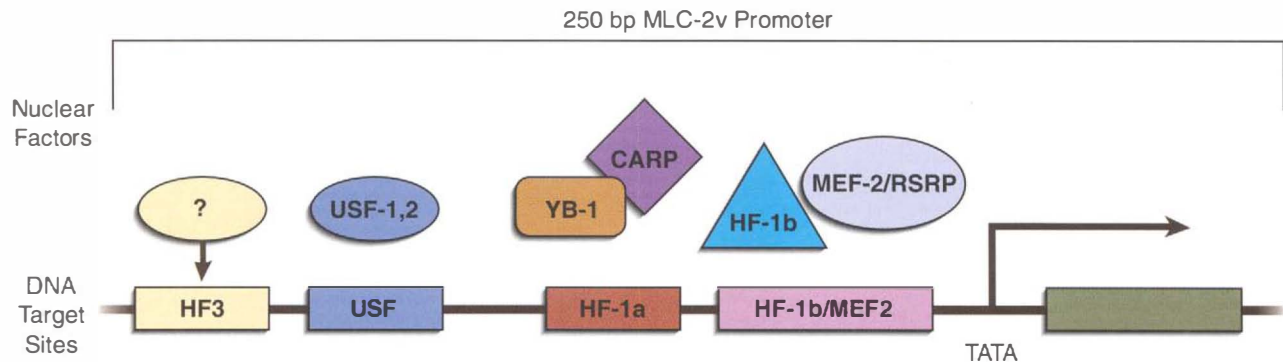 250 bp MLC-2v Promoter
Nuclear
Factors
CARP
?
USF-1,2
YB-1
HF-1b
MEF-2/RSRP
DNA
Target
Sites
HF3
USF
HF-1a
HF-1b/MEF2
TATA